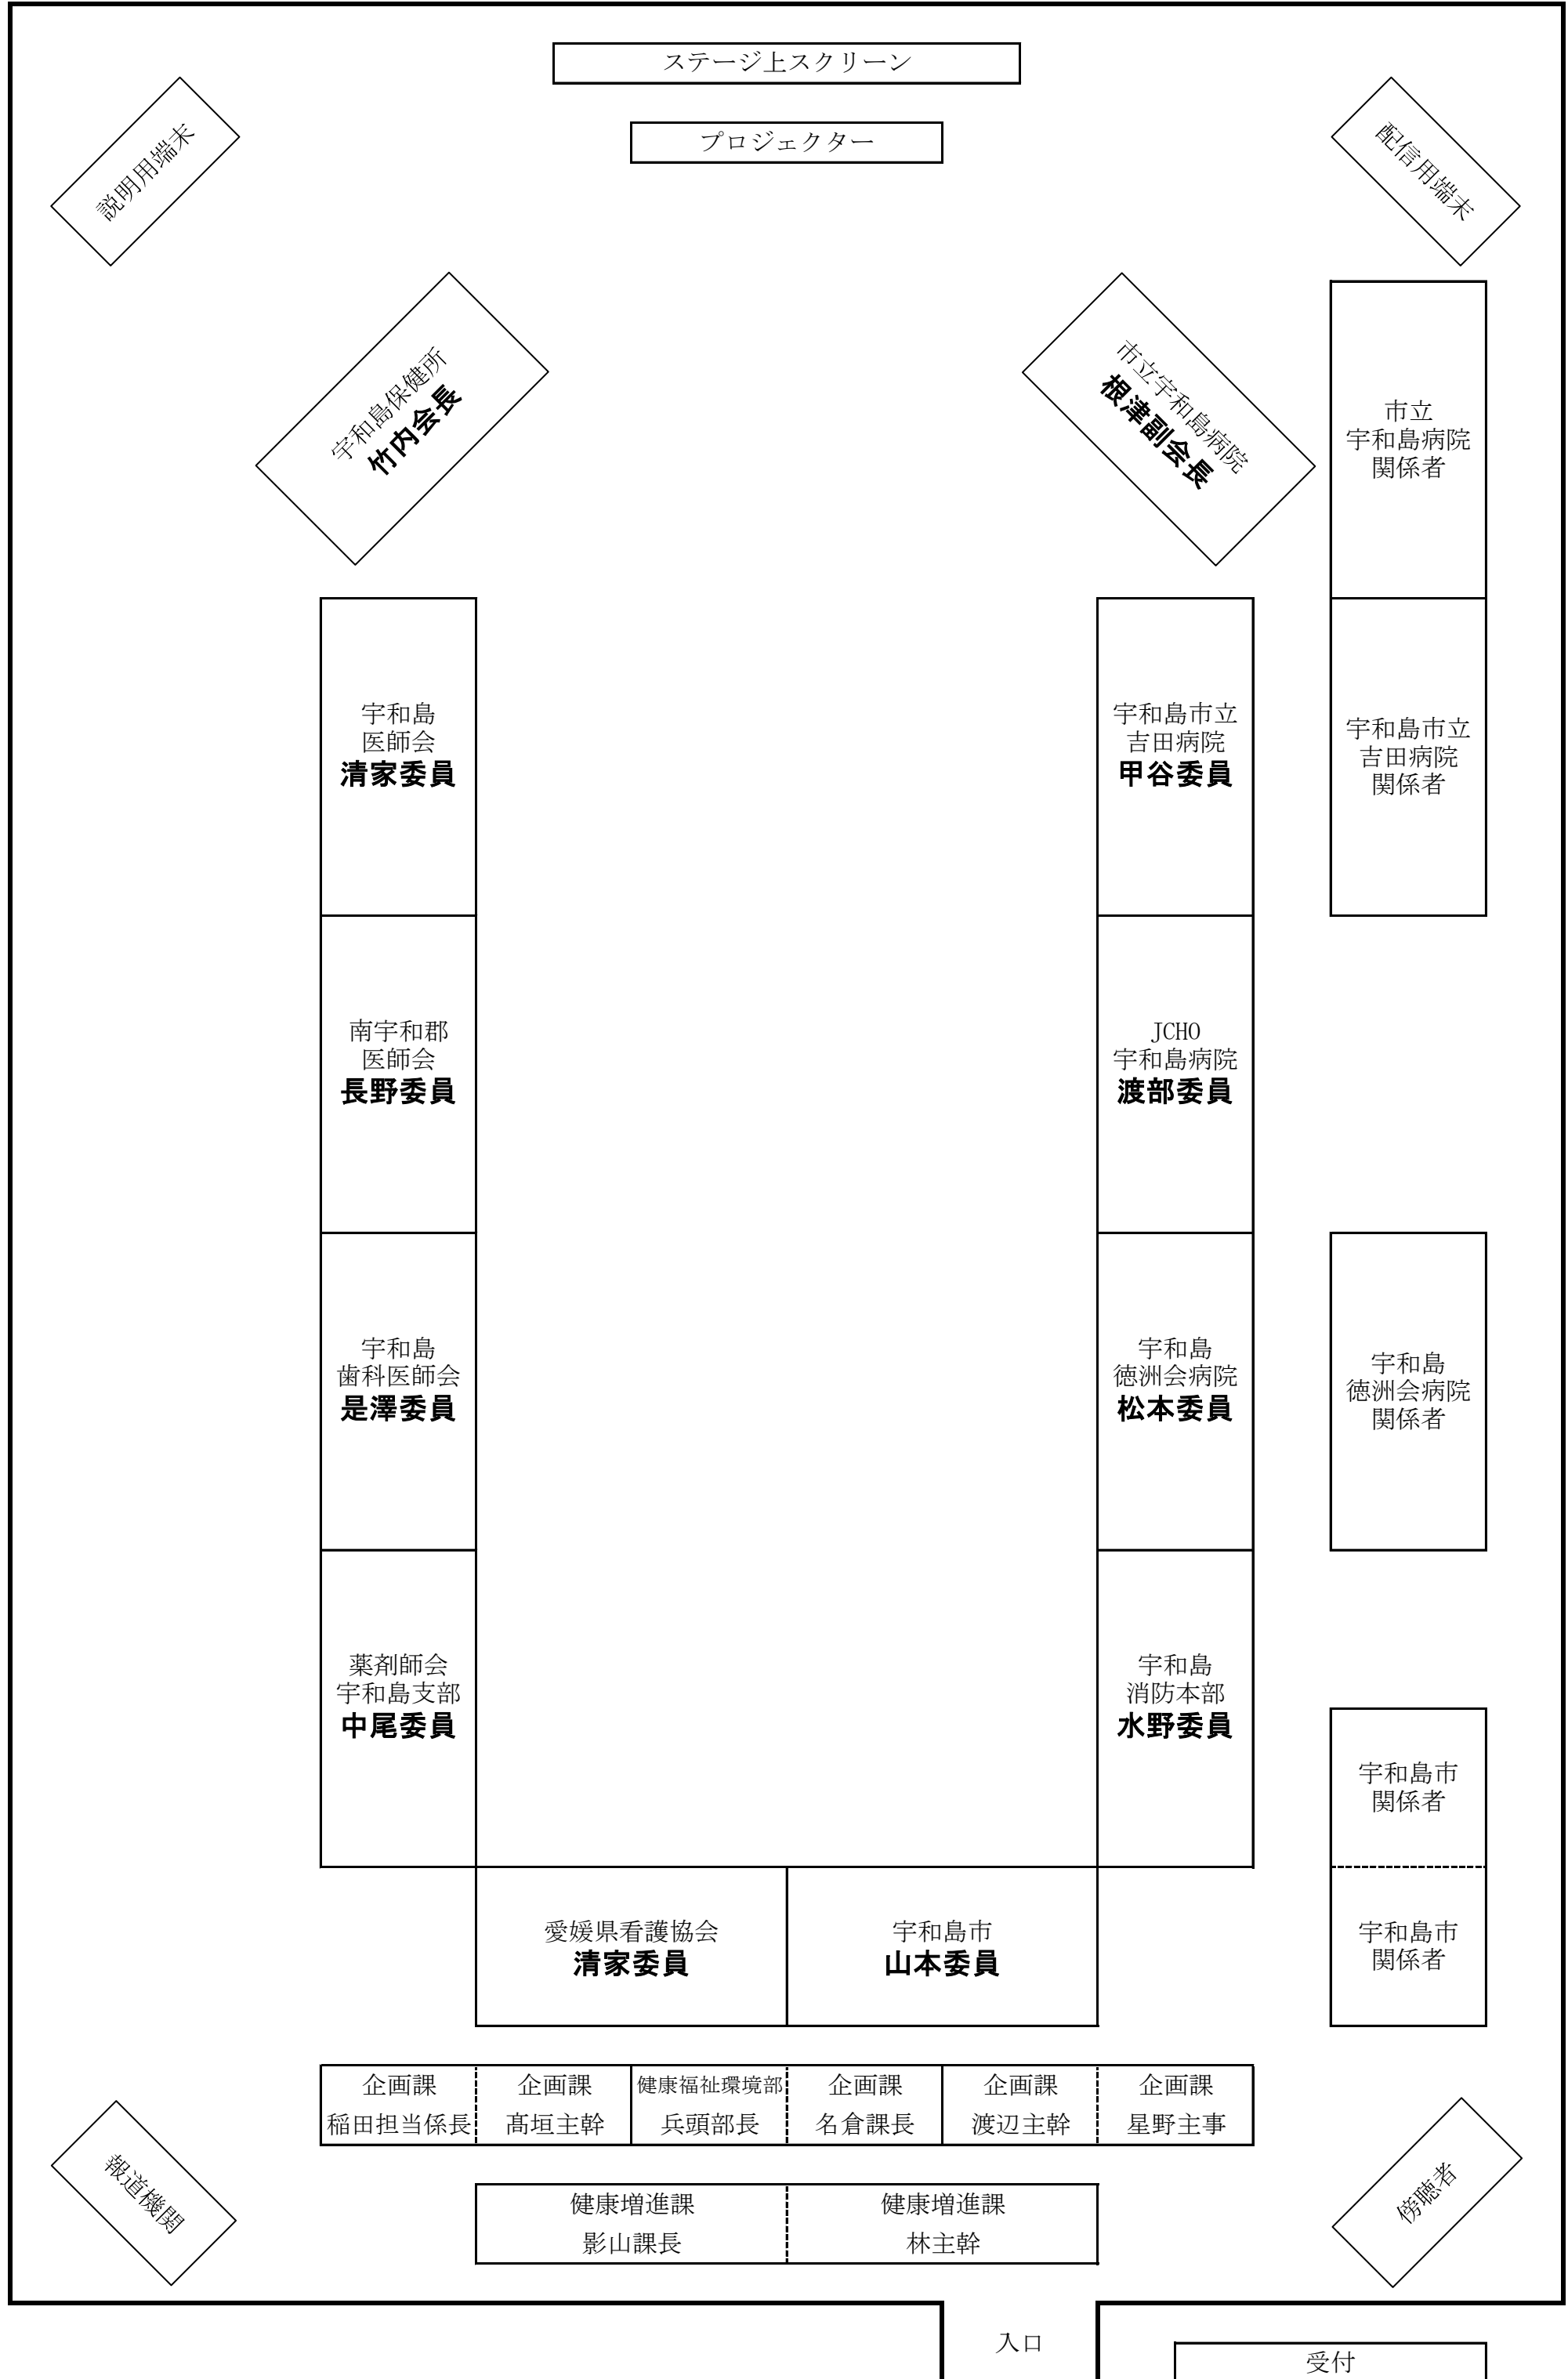 ステージ上スクリーン
プロジェクター
説明用端末
配信用端末
宇和島保健所
竹内会長
市立宇和島病院
根津副会長
市立
宇和島病院
関係者
宇和島
医師会
清家委員
宇和島市立
吉田病院
甲谷委員
宇和島市立
吉田病院
関係者
南宇和郡
医師会
長野委員
JCHO
宇和島病院
渡部委員
宇和島
歯科医師会
是澤委員
宇和島
徳洲会病院
松本委員
宇和島
徳洲会病院
関係者
薬剤師会
宇和島支部
中尾委員
宇和島
消防本部
水野委員
宇和島市
関係者
愛媛県看護協会
清家委員
宇和島市
山本委員
宇和島市
関係者
企画課
稲田担当係長
企画課
髙垣主幹
健康福祉環境部
兵頭部長
企画課
名倉課長
企画課
渡辺主幹
企画課
星野主事
報道機関
健康増進課
影山課長
健康増進課
林主幹
傍聴者
入口
受付